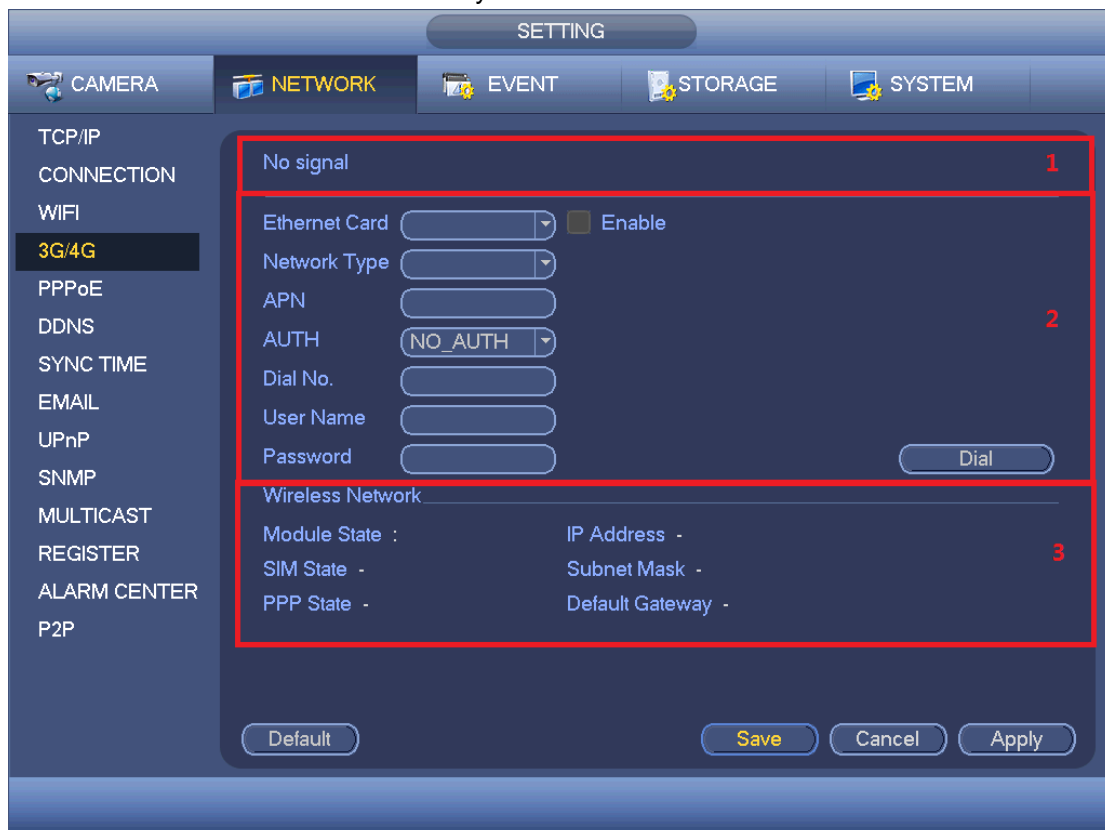 SETTING
CAMERA NETWORK EVENT STORAGE SYSTEM
TCP/IP
CONNECTION
WIFI
3G/4G
PPPoE
DDNS
SYNC TIME
EMAIL
UPnP
SNMP
MULTICAST
REGISTER
ALARM CENTER
P2P
No signal 1
Ethernet Card Enable
Network Type
APN
2
AUTH NO_AUTH
Dial No.
User Name
Password Dial
Wireless Network
Module State : IP Address -
3
SIM State - Subnet Mask -
PPP State - Default Gateway -
Default Save Cancel Apply